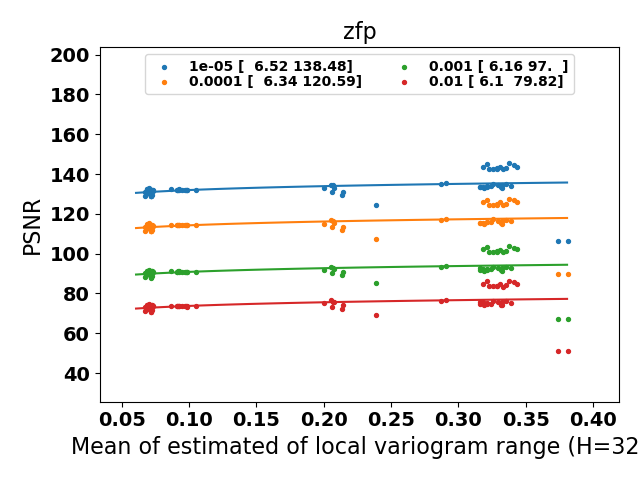 zfp
1e-05 [  6.52 138.48]
0.0001 [  6.34 120.59]
0.001 [ 6.16 97.  ]
0.01 [ 6.1  79.82]
PSNR
200
180
160
140
120
100
80
60
40
0.05 0.10 0.15 0.20 0.25 0.30 0.35 0.40
Mean of estimated of local variogram range (H=32